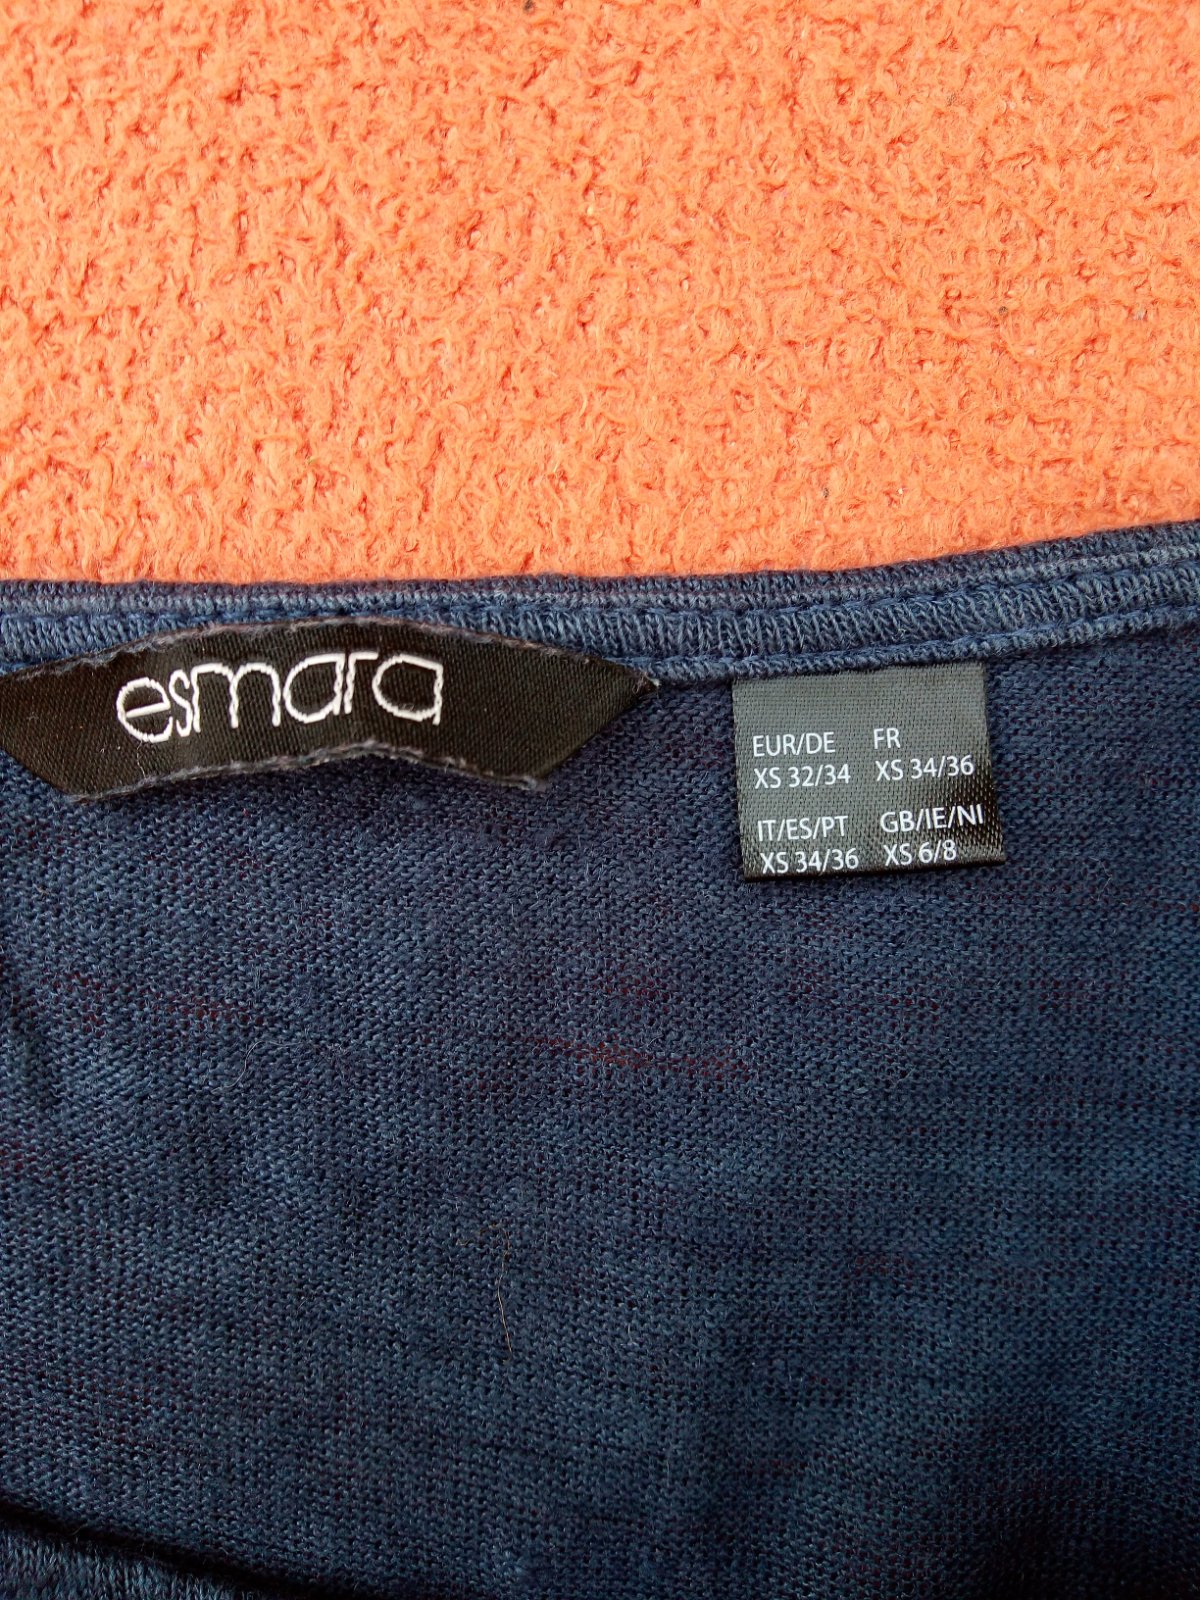 esmara
EUR/DE FR
XS 32/34 XS 34/36
IT/ES/PT GB/IE/NI
XS 34/36 XS 6/8